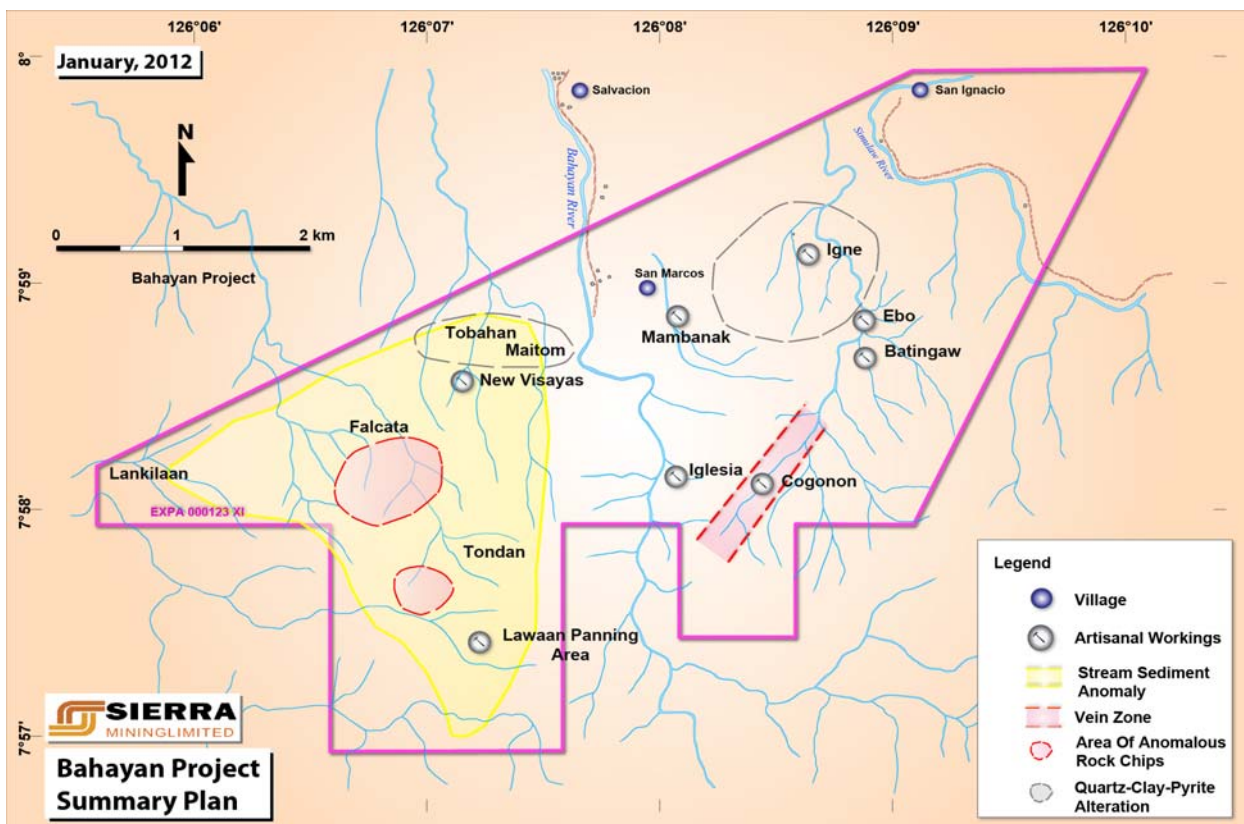 126°06'
126°07'
126°08'
126°09'
126°10'
8°
January, 2012
Salvacion
San Ignacio
N
Bahayan River
Simulaw River
0 1 2 km
Bahayan Project
Igne
7°59'
San Marcos
Ebo
Tobahan
Mambanak
Maitom
Batingaw
New Visayas
Falcata
Lankilaan
Iglesia
Cogonon
7°58'
EXPA 000123 XI
Tondan
Lawaan Panning
Area
7°57'
SIERRA
MININGLIMITED
Bahayan Project
Summary Plan
Legend
Village
Artisanal Workings
Stream Sediment
Anomaly
Vein Zone
Area Of Anomalous
Rock Chips
Quartz-Clay-Pyrite
Alteration